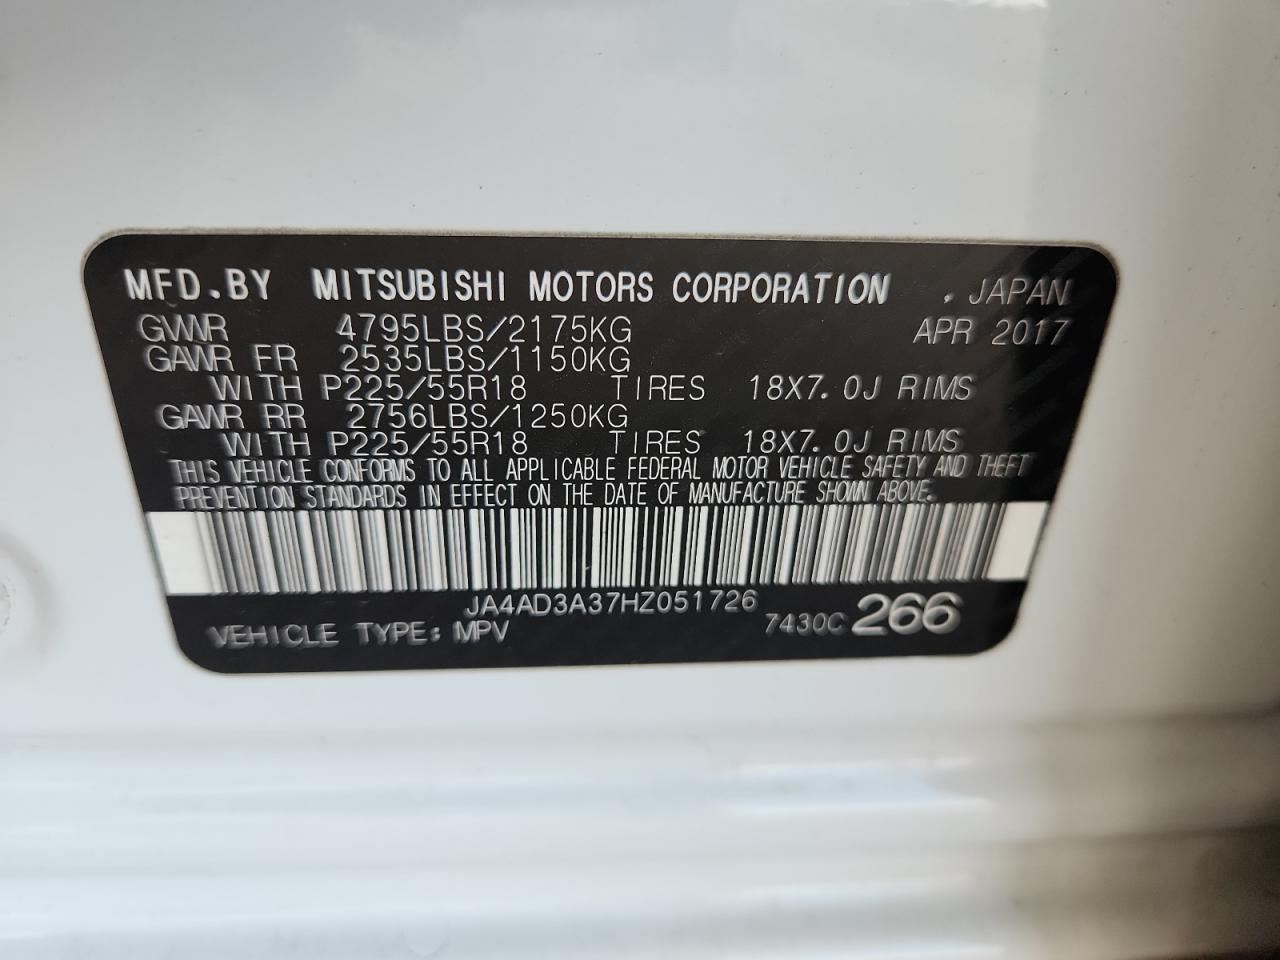 MFD.BY MITSUBISHI MOTORS CORPORATION , JAPAN
GVWR 4795LBS/2175KG APR 2017
GAWR FR 2535LBS/1150KG
WITH P225/55R18 TIRES 18X7.0J RIMS
GAWR RR 2756LBS/1250KG
WITH P225/55R18 TIRES 18X7.0J RIMS
THIS VEHICLE CONFORMS TO ALL APPLICABLE FEDERAL MOTOR VEHICLE SAFETY AND THEFT
PREVENTION STANDARDS IN EFFECT ON THE DATE OF MANUFACTURE SHOWN ABOVE.
JA4AD3A37HZ051726
VEHICLE TYPE: MPV 7430C 266